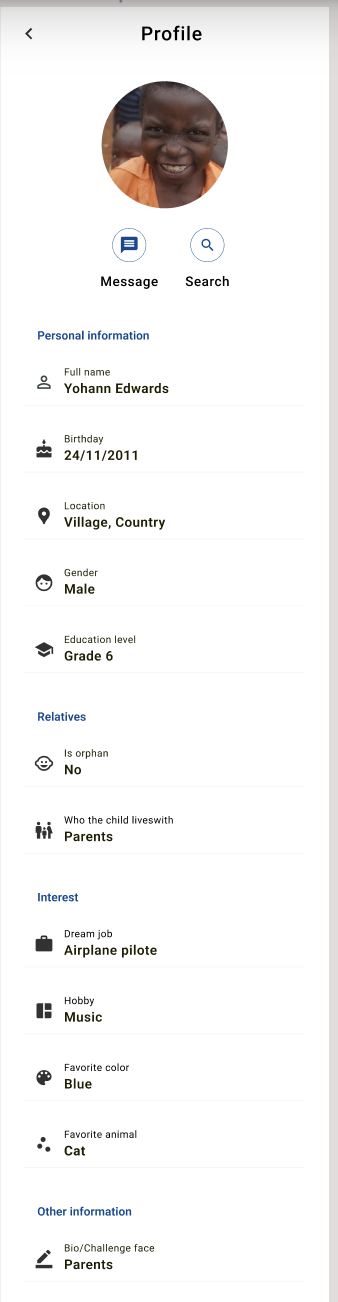 Profile
Message Search
Personal information
Full name
Yohann Edwards
Birthday
24/11/2011
Location
Village, Country
Gender
Male
Education level
Grade 6
Relatives
Is orphan
No
Who the child liveswith
Parents
Interest
Dream job
Airplane pilote
Hobby
Music
Favorite color
Blue
Favorite animal
Cat
Other information
Bio/Challenge face
Parents